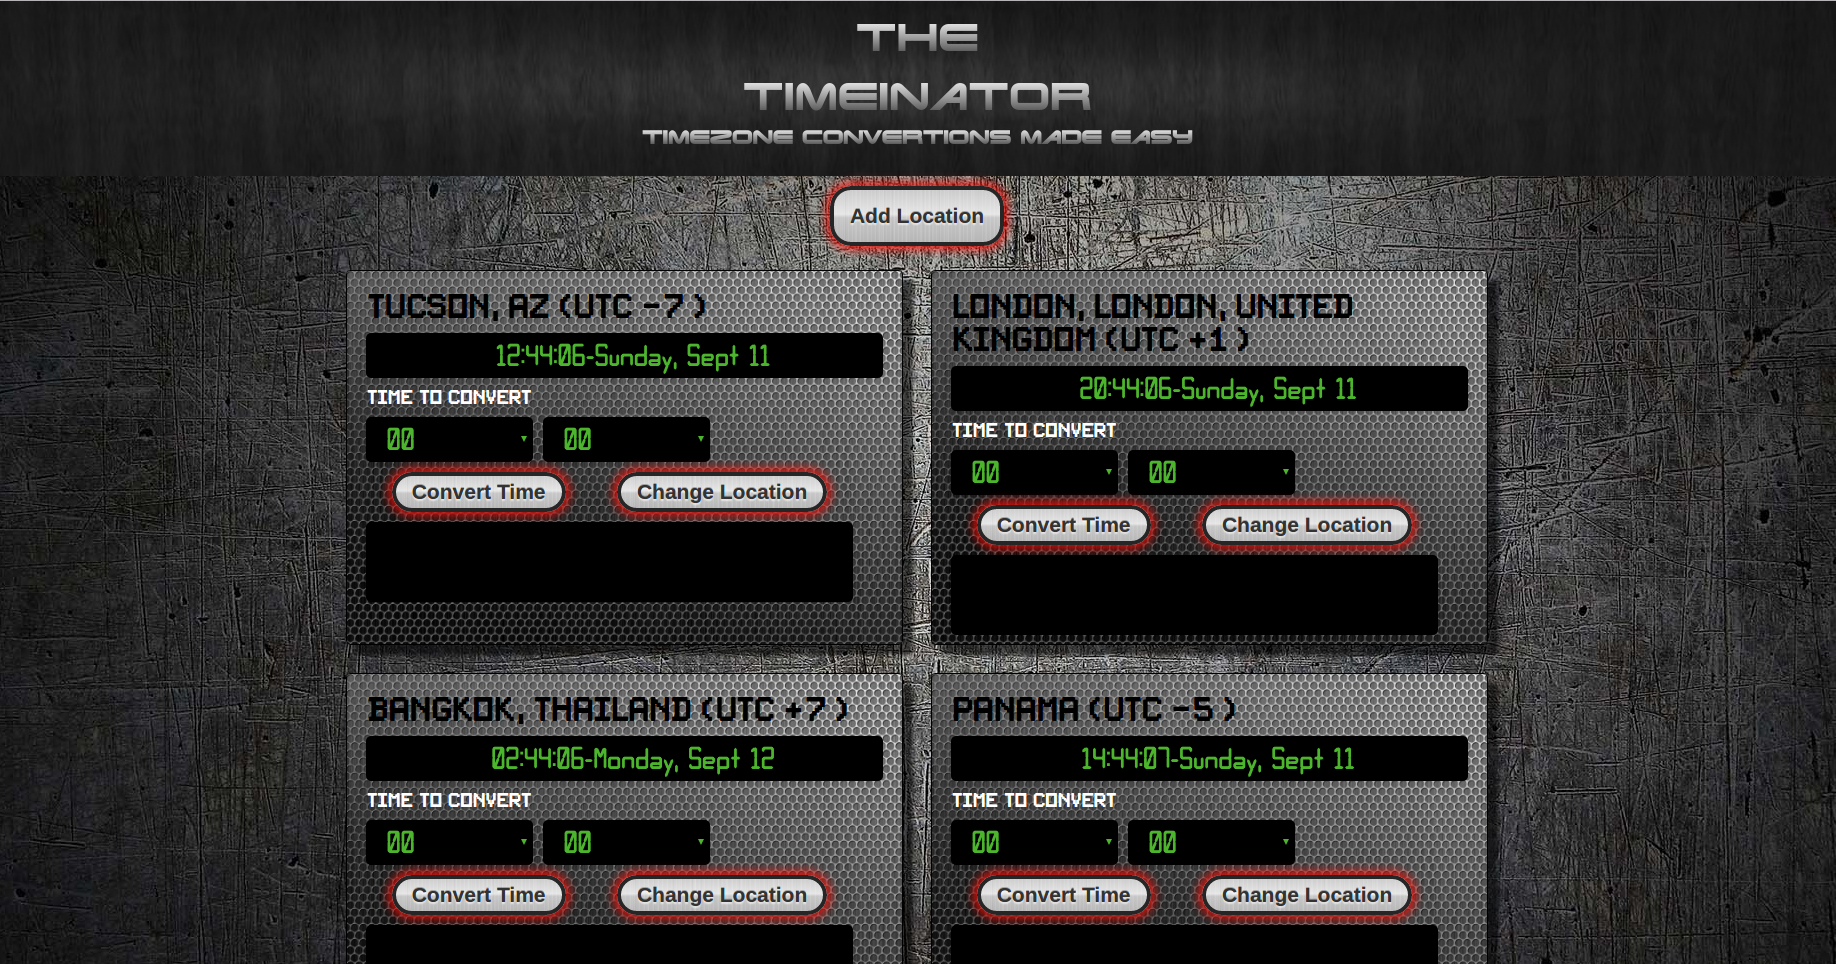 THE
TIMEINATOR
TIMEZONE CONVERTIONS MADE EASY
Add Location
TUCSON, AZ (UTC -7 )
12:44:06-Sunday, Sept 11
TIME TO CONVERT
00 00
Convert Time Change Location
LONDON, LONDON, UNITED
KINGDOM (UTC +1 )
20:44:06-Sunday, Sept 11
TIME TO CONVERT
00 00
Convert Time Change Location
BANGKOK, THAILAND (UTC +7 )
02:44:06-Monday, Sept 12
TIME TO CONVERT
00 00
Convert Time Change Location
PANAMA (UTC -5 )
14:44:07-Sunday, Sept 11
TIME TO CONVERT
00 00
Convert Time Change Location